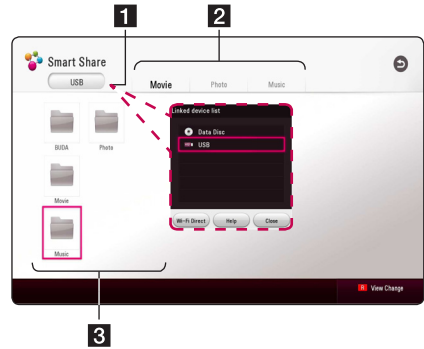 1
2
Smart Share
USB
Movie Photo Music
Linked device list
Data Disc
USB
BUDA Photo
Movie
Wi-Fi Direct Help Close
Music
R View Change
3